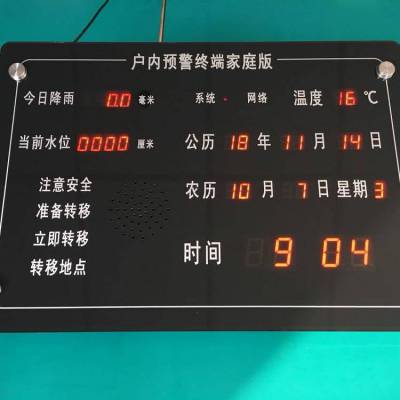 户内预警终端家庭版
今日降雨 0.0 毫米 系统 网络 温度 16 ℃
当前水位 0000 厘米 公历 18 年 11 月 14 日
注意安全 农历 10 月 7 日 星期 3
准备转移
立即转移 时间 9 04
转移地点